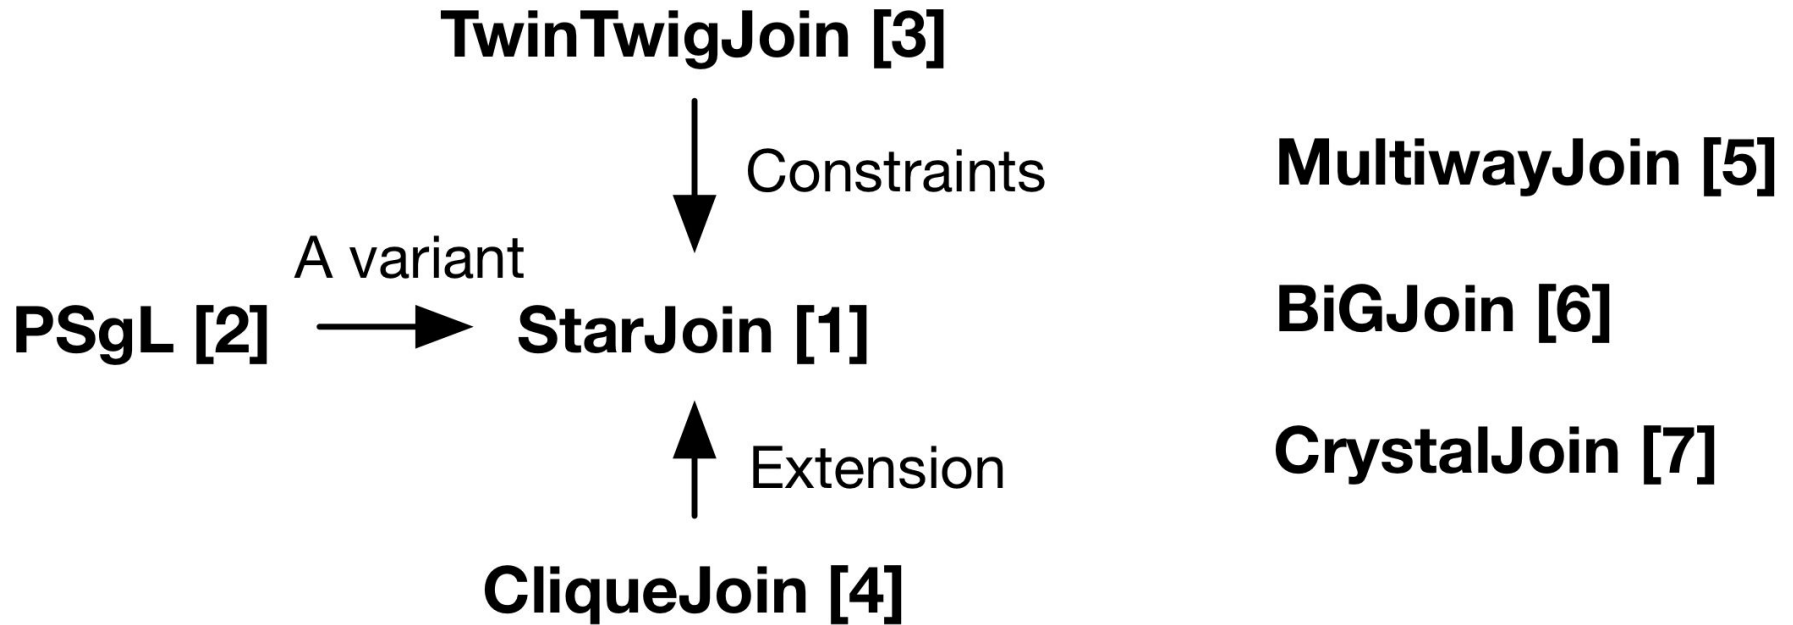 TwinTwigJoin [3]
Constraints
A variant
PSgL [2]
StarJoin [1]
Extension
CliqueJoin [4]
MultiwayJoin [5]
BiGJoin [6]
CrystalJoin [7]